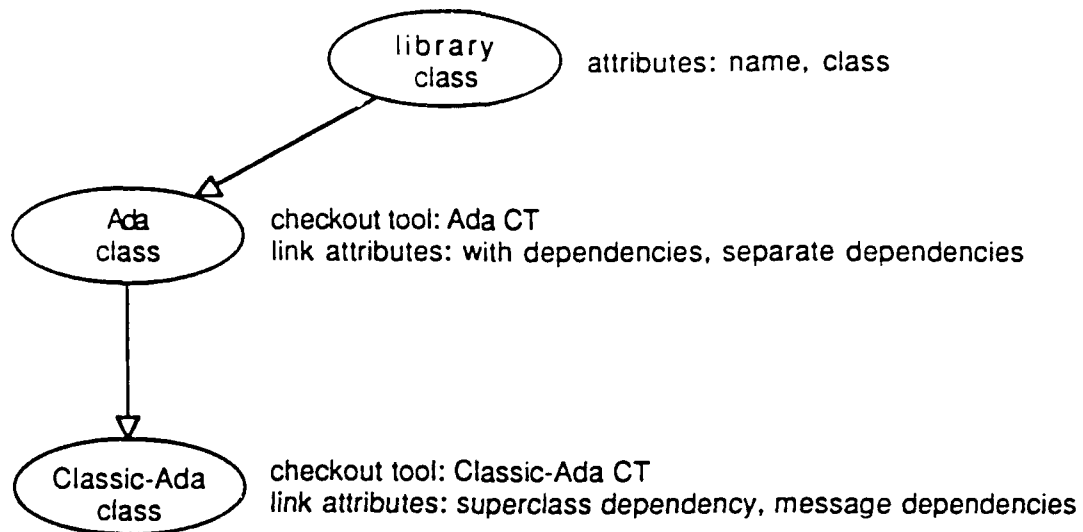 library
class
attributes: name, class
Ada
class
checkout tool: Ada CT
link attributes: with dependencies, separate dependencies
Classic-Ada
class
checkout tool: Classic-Ada CT
link attributes: superclass dependency, message dependencies